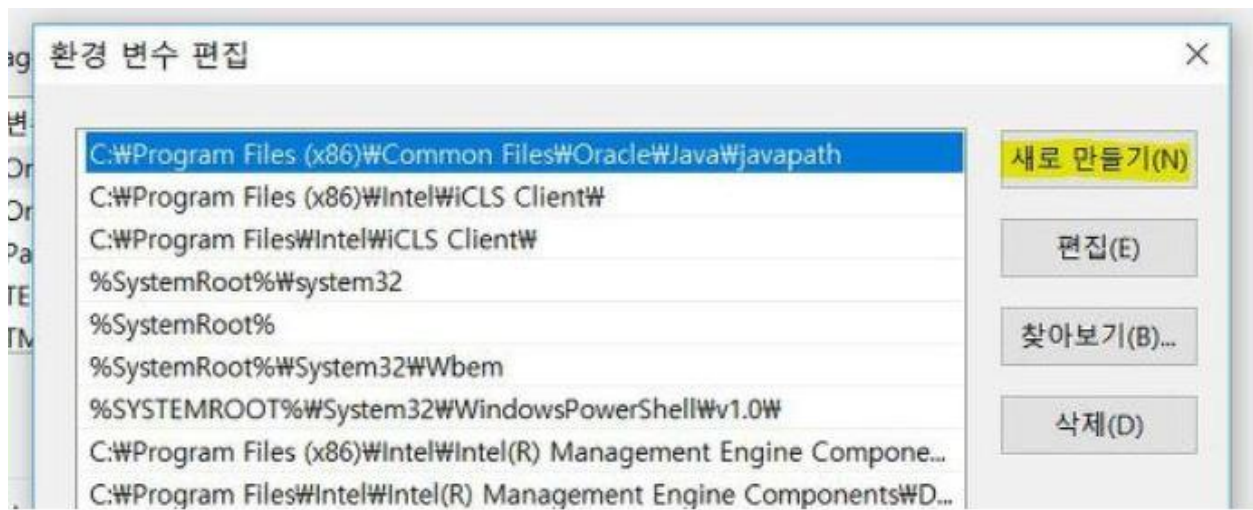 환경 변수 편집
C:₩Program Files (x86)₩Common Files₩Oracle₩Java₩javapath
C:₩Program Files (x86)₩Intel₩iCLS Client₩
C:₩Program Files₩Intel₩iCLS Client₩
%SystemRoot%₩system32
%SystemRoot%
%SystemRoot%₩System32₩Wbem
%SYSTEMROOT%₩System32₩WindowsPowerShell₩v1.0₩
C:₩Program Files (x86)₩Intel₩Intel(R) Management Engine Compone...
C:₩Program Files₩Intel₩Intel(R) Management Engine Components₩D...
새로 만들기(N)
편집(E)
찾아보기(B)...
삭제(D)